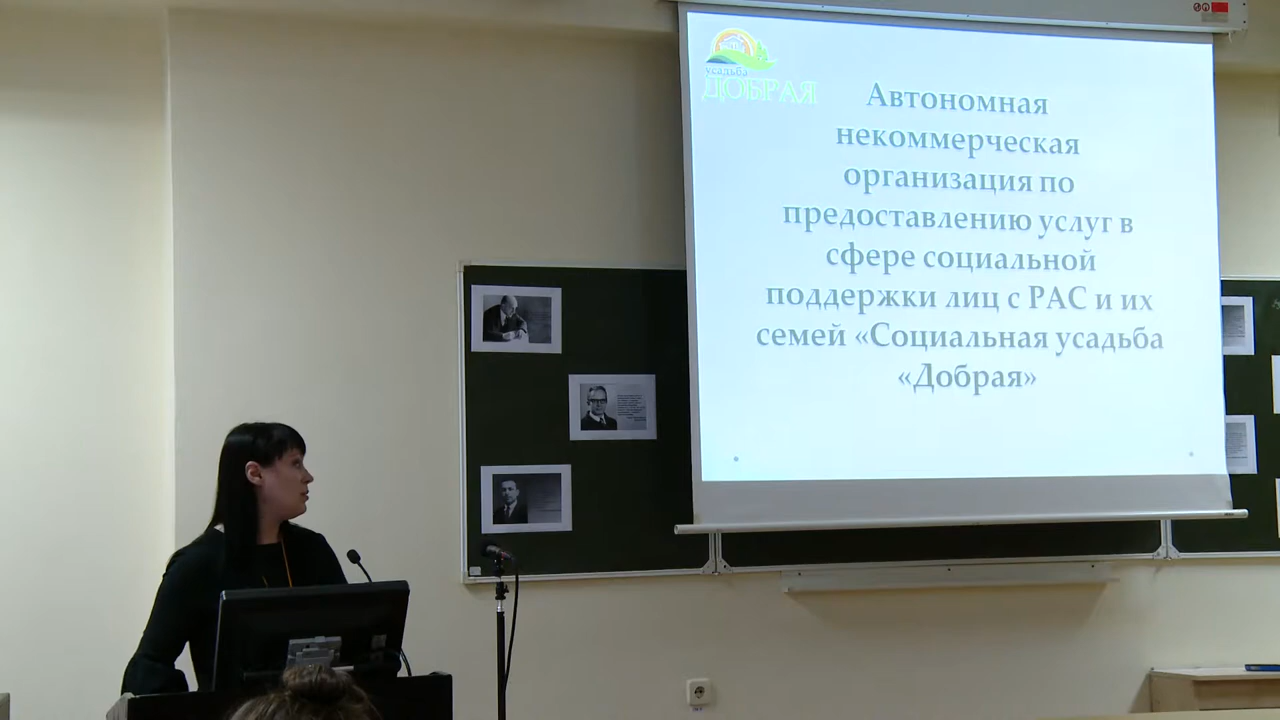 усадьба
ДОБРАЯ
Автономная
некоммерческая
организация по
предоставлению услуг в
сфере социальной
поддержки лиц с РАС и их
семей «Социальная усадьба
«Добрая»